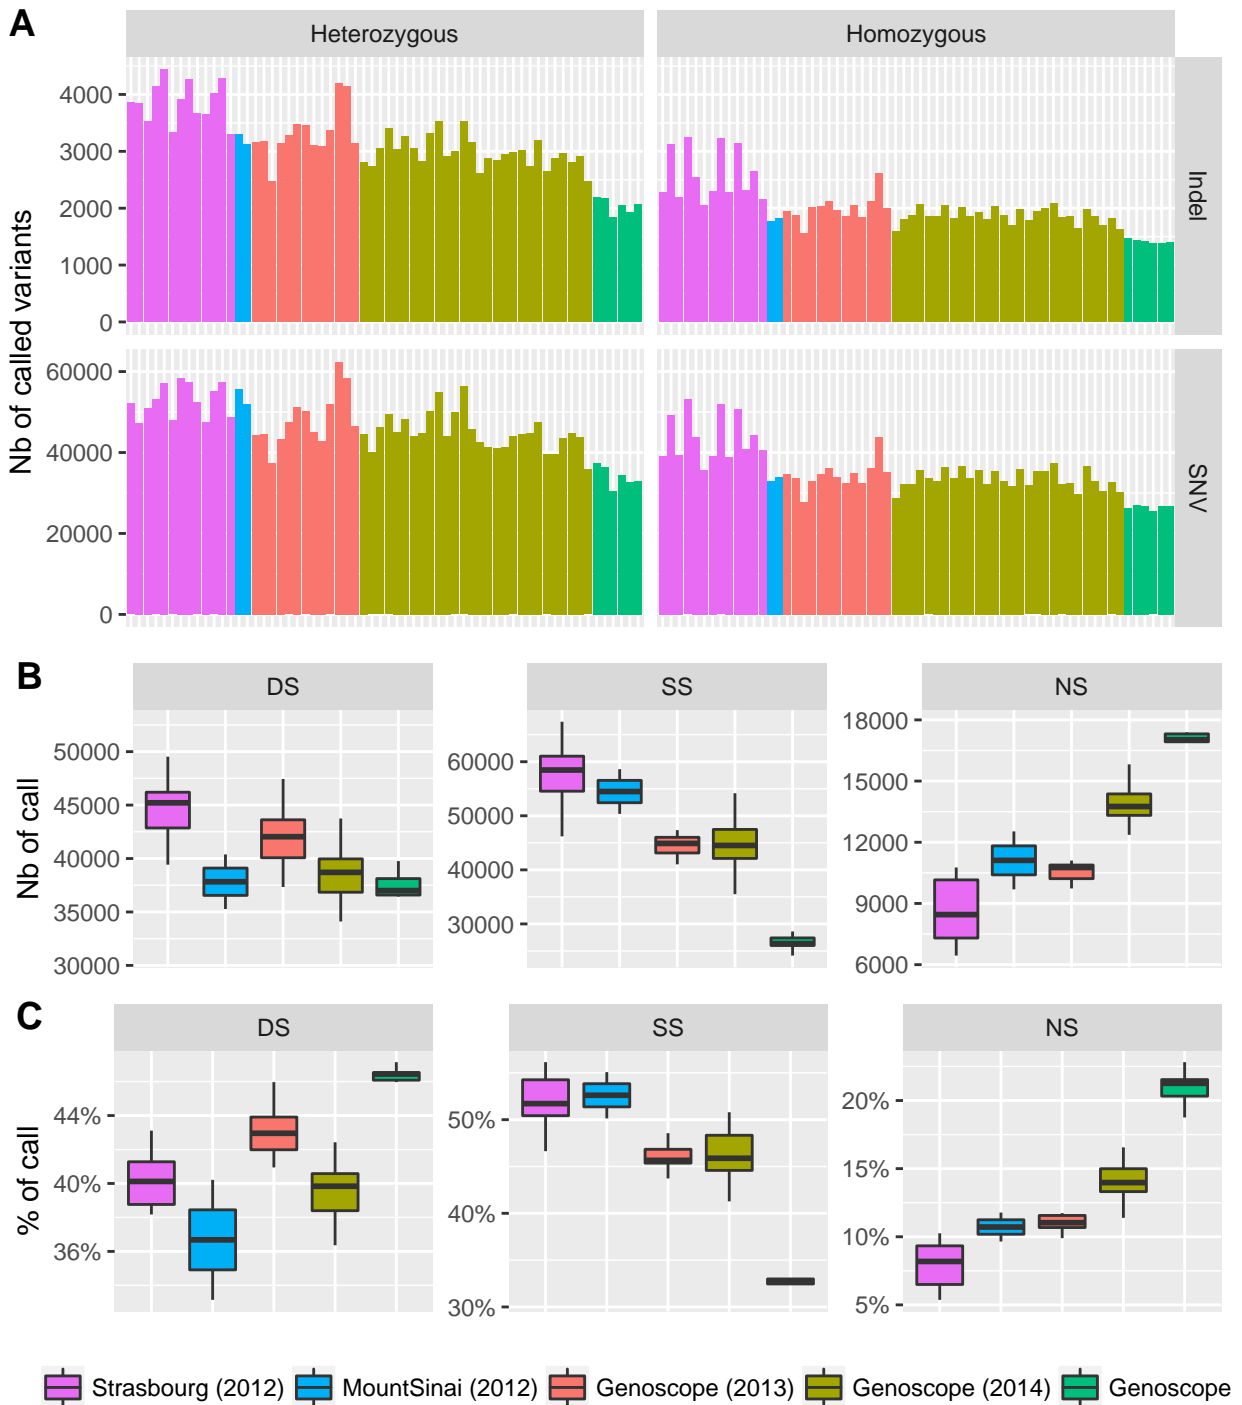 A
Heterozygous Homozygous
Nb of called variants
4000
3000
2000
1000
0
Indel
60000
40000
20000
0
SNV
B
DS SS NS
Nb of call
50000
45000
40000
35000
30000
60000
50000
40000
30000
18000
15000
12000
9000
6000
C
DS SS NS
% of call
44%
40%
36%
50%
40%
30%
20%
15%
10%
5%
Strasbourg (2012) MountSinai (2012) Genoscope (2013) Genoscope (2014) Genoscope